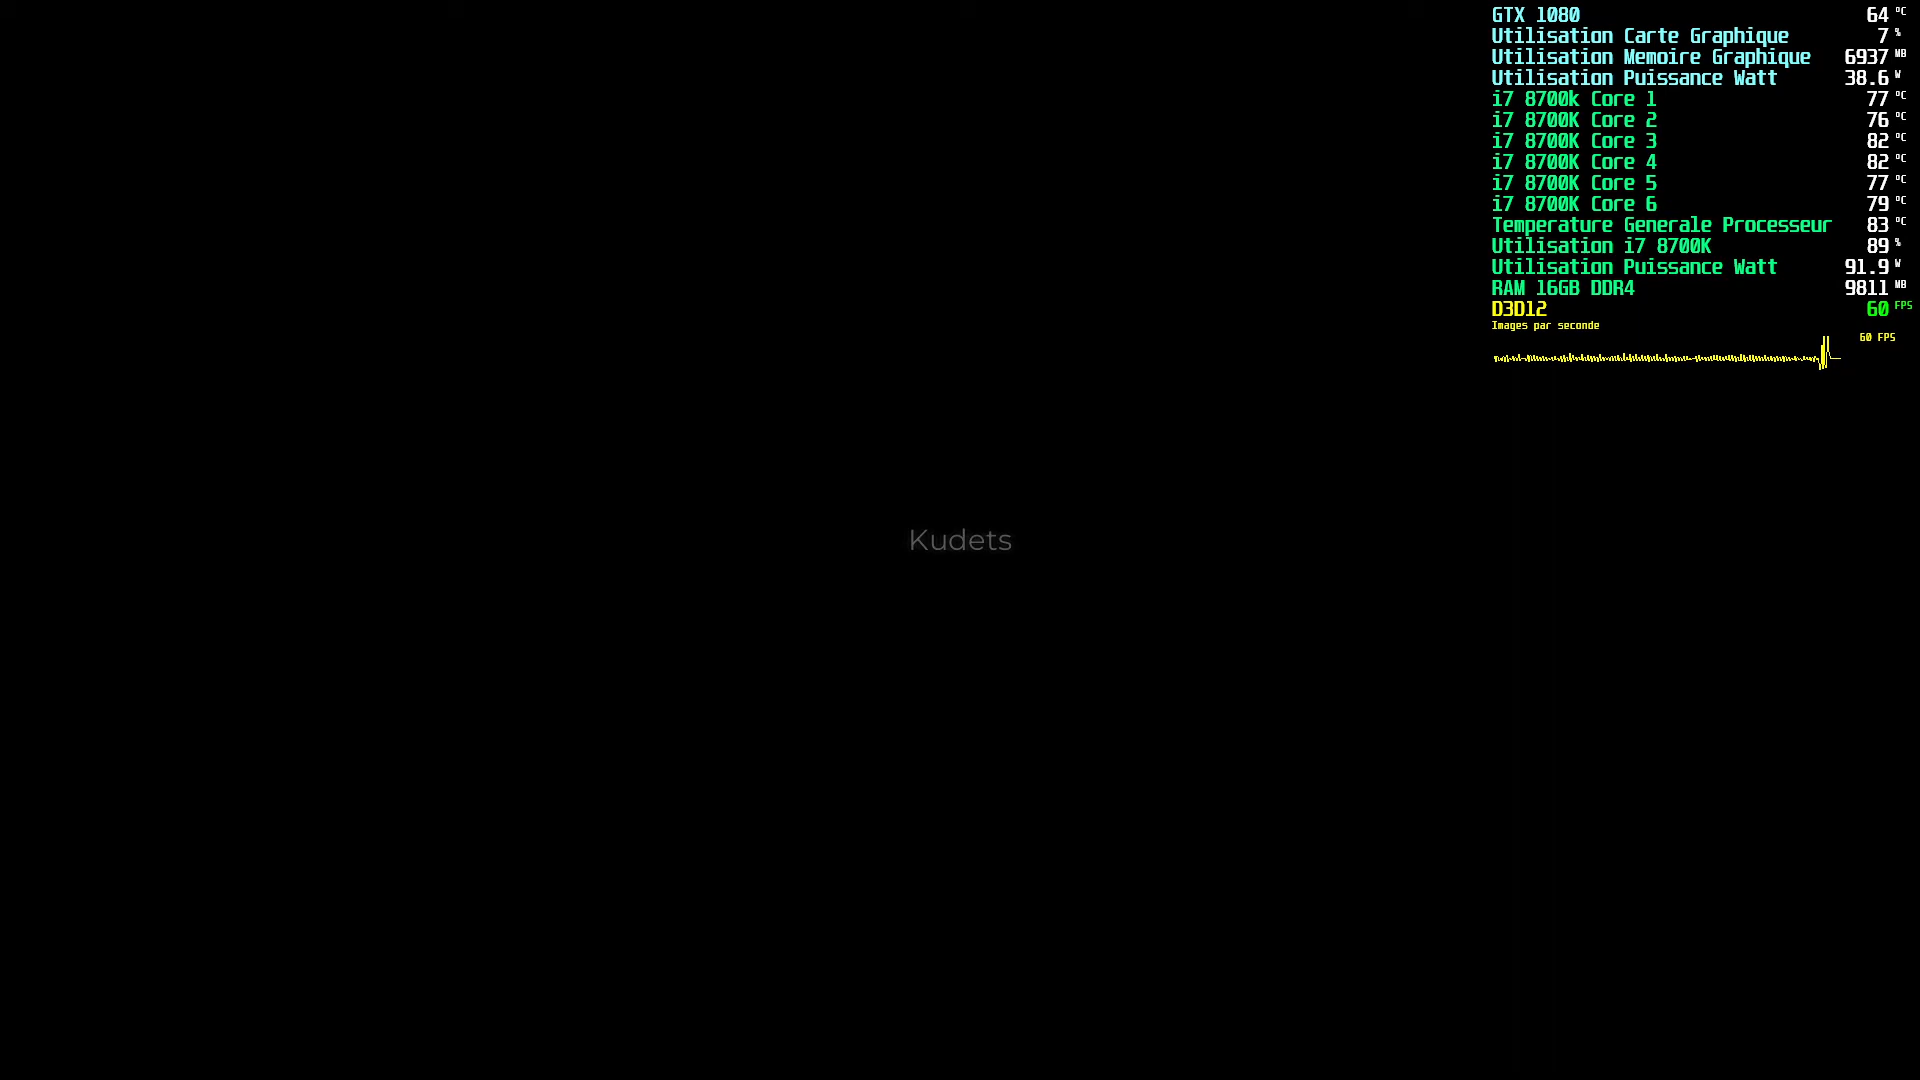 GTX 1080 64 °C
Utilisation Carte Graphique 7 %
Utilisation Memoire Graphique 6937 MB
Utilisation Puissance Watt 38.6 W
i7 8700k Core 1 77 °C
i7 8700K Core 2 76 °C
i7 8700K Core 3 82 °C
i7 8700K Core 4 82 °C
i7 8700K Core 5 77 °C
i7 8700K Core 6 79 °C
Temperature Generale Processeur 83 °C
Utilisation i7 8700K 89 %
Utilisation Puissance Watt 91.9 W
RAM 16GB DDR4 9811 MB
D3D12 60 FPS
Images par seconde
60 FPS
Kudets